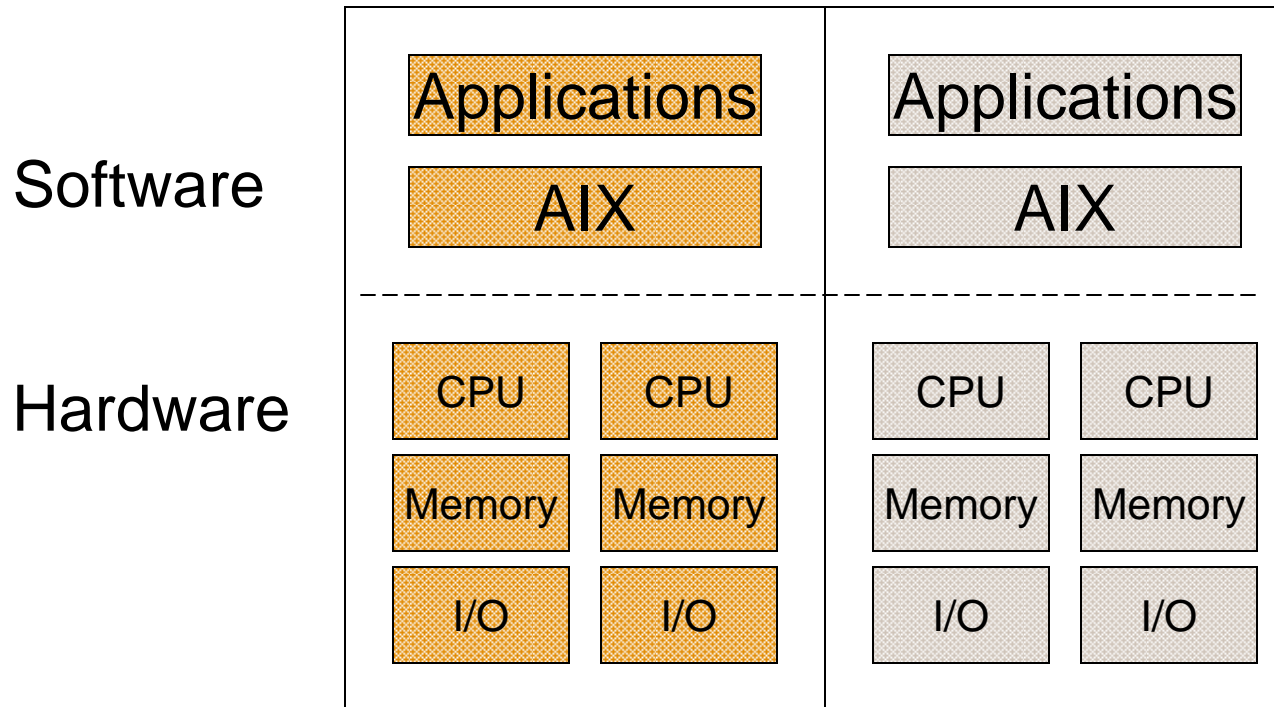 Applications Applications
Software
AIX AIX
Hardware
CPU CPU CPU CPU
Memory Memory Memory Memory
I/O I/O I/O I/O